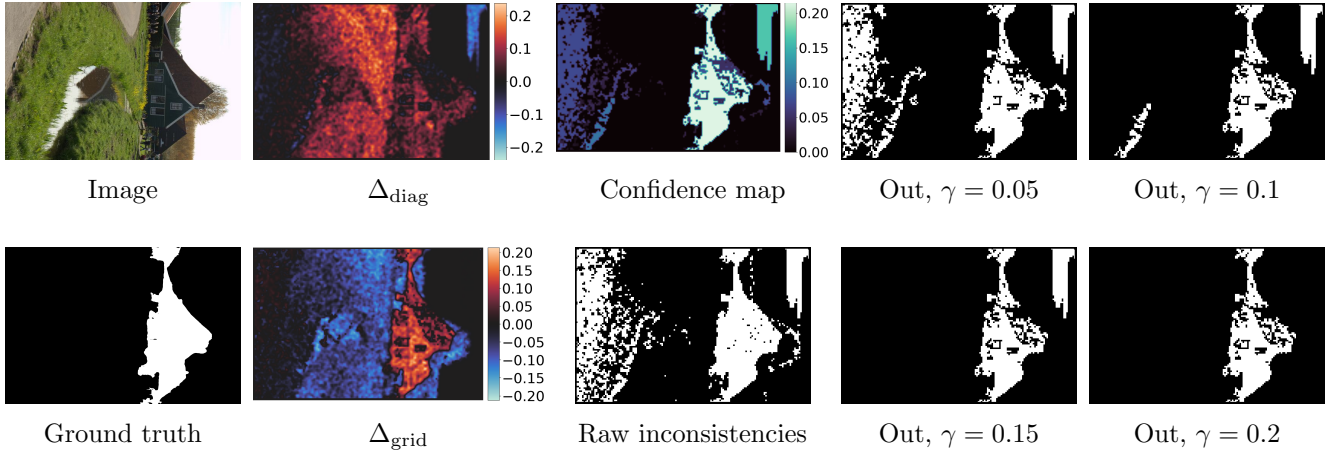 0.2
0.1
0.0
−0.1
−0.2
0.20
0.15
0.10
0.05
0.00
Image
Δdiag
Confidence map
Out, γ = 0.05
Out, γ = 0.1
0.20
0.15
0.10
0.05
0.00
−0.05
−0.10
−0.15
−0.20
Ground truth
Δgrid
Raw inconsistencies
Out, γ = 0.15
Out, γ = 0.2